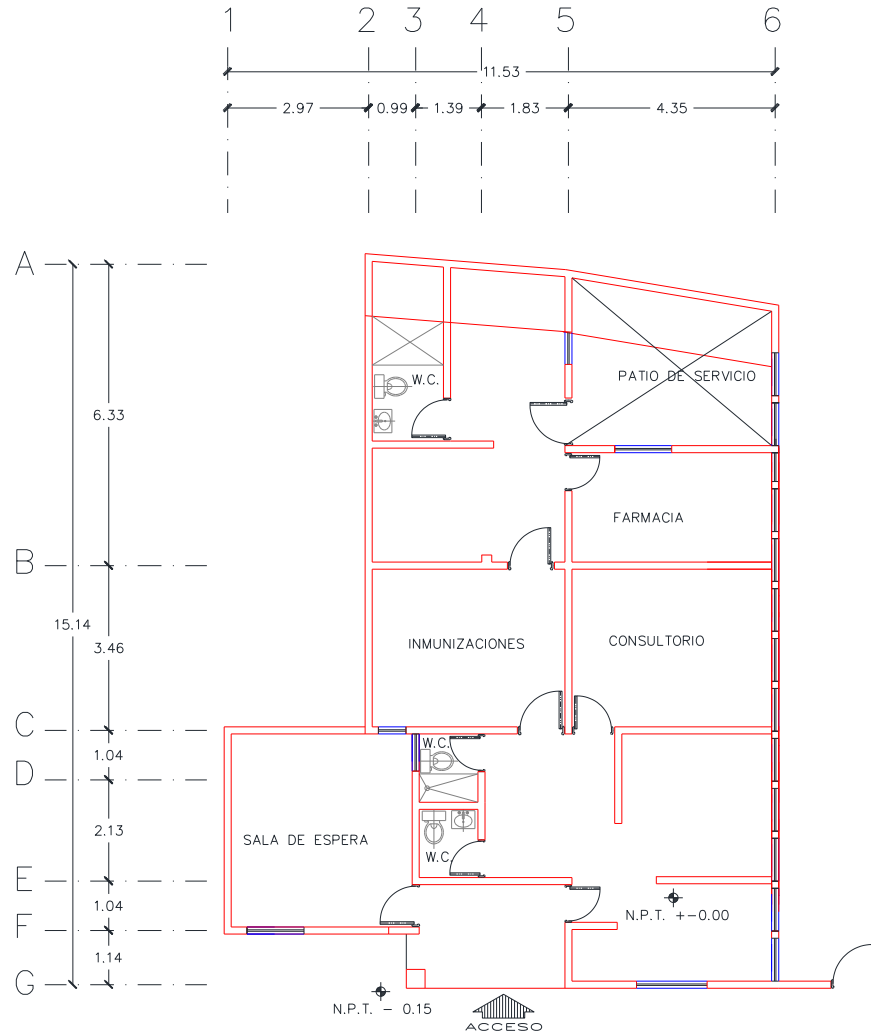 1 2 3 4 5 6
11.53
2.97 0.99 1.39 1.83 4.35
A
W.C.
PATIO DE SERVICIO
6.33
FARMACIA
B
15.14
3.46
INMUNIZACIONES
CONSULTORIO
C
W.C.
1.04
D
2.13
SALA DE ESPERA
W.C.
E
1.04
N.P.T. +-0.00
F
1.14
G
N.P.T. - 0.15
ACCESO